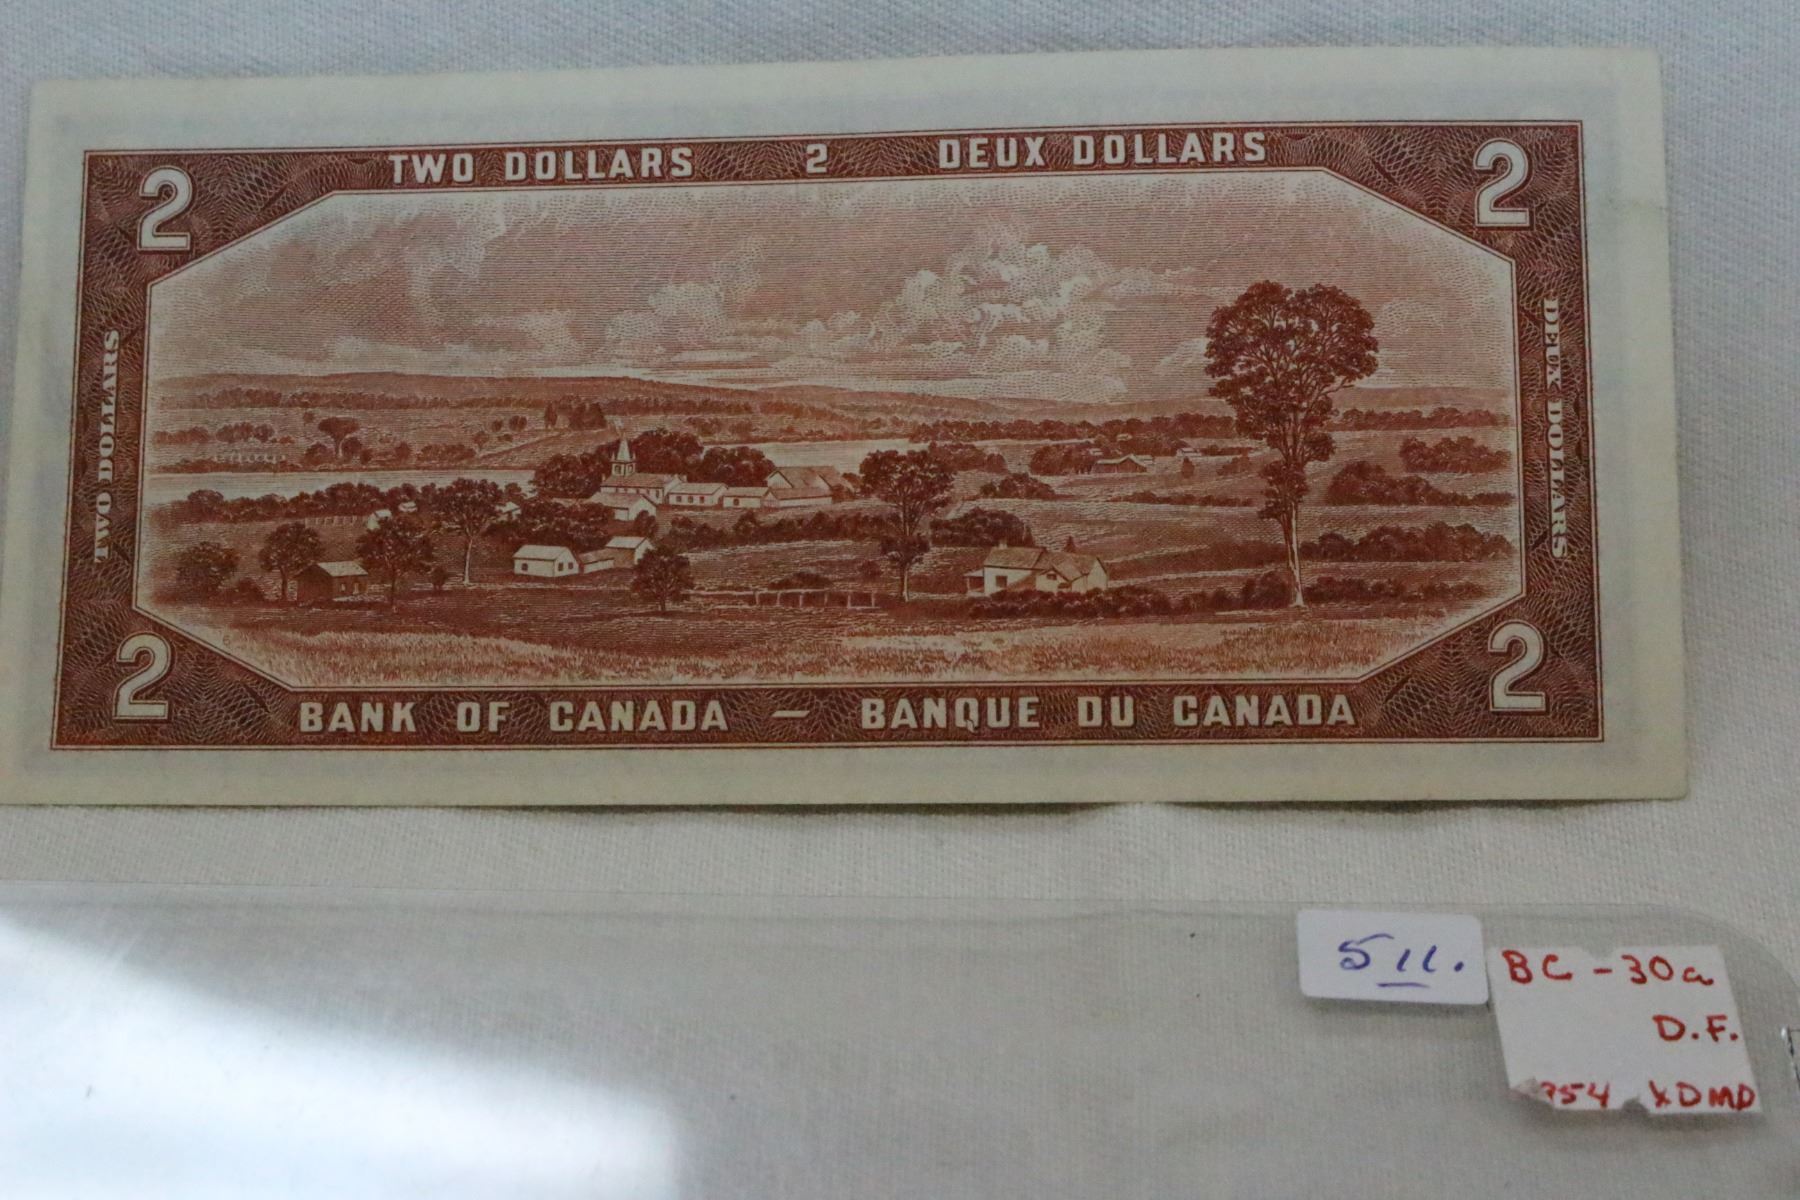 TWO DOLLARS 2 DEUX DOLLARS
2 2
TWO DOLLARS
DEUX DOLLARS
2 2
BANK OF CANADA – BANQUE DU CANADA
511.
BC-30a
D.F.
954 XDMD